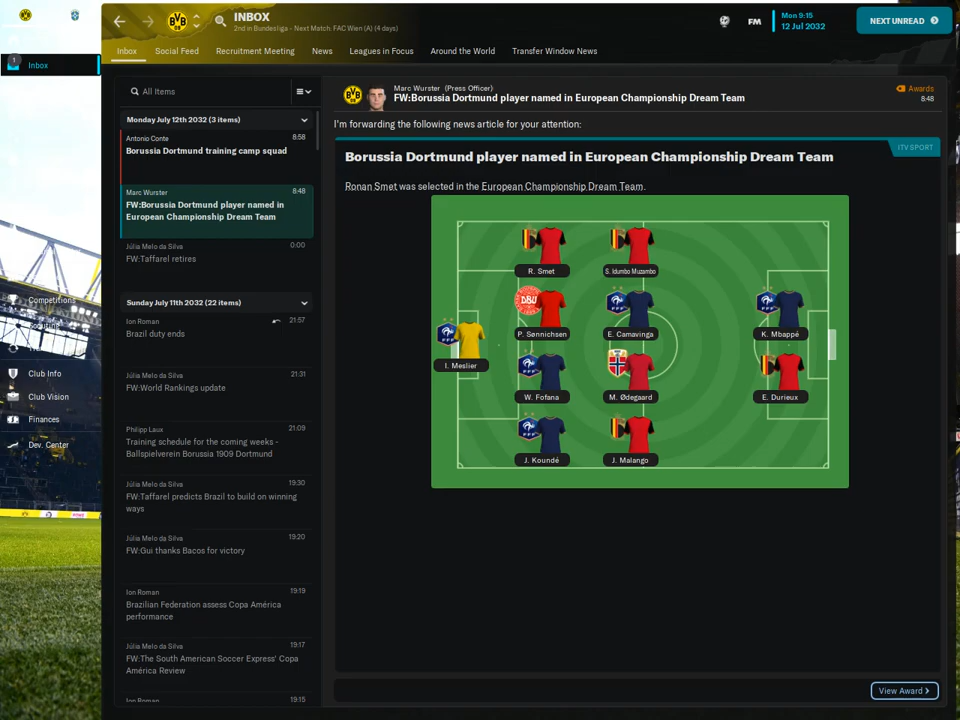 INBOX
2nd in Bundesliga - Next Match: FAC Wien (A) (4 days)
FM
Mon 9:15
12 Jul 2032
NEXT UNREAD
Inbox
Social Feed
Recruitment Meeting
News
Leagues in Focus
Around the World
Transfer Window News
1
Inbox
Competitions
Club Info
Club Vision
Finances
Dev. Center
All Items
Monday July 12th 2032 (3 items)
Antonio Conte
8:58
Borussia Dortmund training camp squad
Marc Wurster
8:48
FW:Borussia Dortmund player named in
European Championship Dream Team
Júlia Melo da Silva
0:00
FW:Taffarel retires
Sunday July 11th 2032 (22 items)
Ion Roman
21:57
Brazil duty ends
Júlia Melo da Silva
21:31
FW:World Rankings update
Philipp Laux
21:09
Training schedule for the coming weeks -
Ballspielverein Borussia 1909 Dortmund
Júlia Melo da Silva
19:30
FW:Taffarel predicts Brazil to build on winning
ways
Júlia Melo da Silva
19:20
FW:Gui thanks Bacos for victory
Ion Roman
19:19
Brazilian Federation assess Copa América
performance
Júlia Melo da Silva
19:17
FW:The South American Soccer Express' Copa
América Review
Ion Roman
19:15
Marc Wurster (Press Officer)
FW:Borussia Dortmund player named in European Championship Dream Team
Awards
8:48
I'm forwarding the following news article for your attention:
ITV SPORT
Borussia Dortmund player named in European Championship Dream Team
Ronan Smet was selected in the European Championship Dream Team.
R. Smet
S. Idumbo Muzambo
P. Sønnichsen
E. Camavinga
K. Mbappé
I. Meslier
W. Fofana
M. Ødegaard
E. Durieux
J. Koundé
J. Malango
View Award